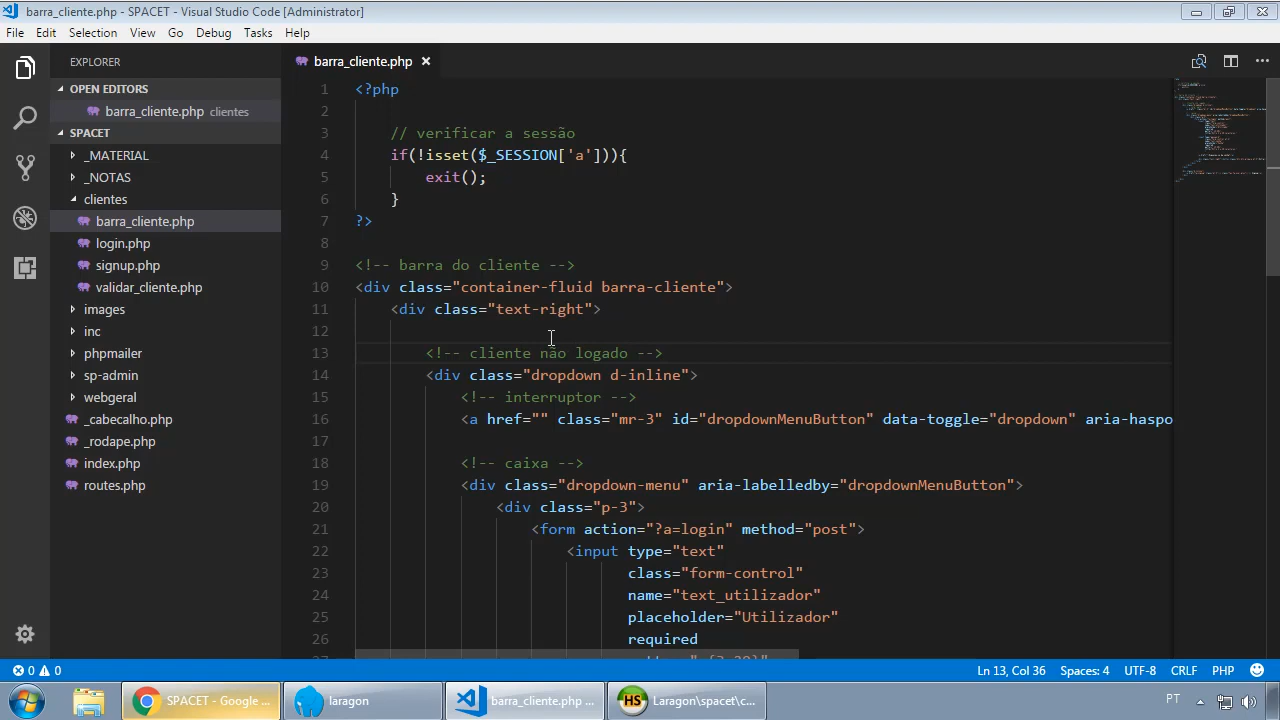 barra_cliente.php - SPACET - Visual Studio Code [Administrator]
File Edit Selection View Go Debug Tasks Help
EXPLORER
OPEN EDITORS
barra_cliente.php clientes
SPACET
_MATERIAL
_NOTAS
clientes
barra_cliente.php
login.php
signup.php
validar_cliente.php
images
inc
phpmailer
sp-admin
webgeral
_cabecalho.php
_rodape.php
index.php
routes.php
barra_cliente.php
1 <?php
2
3 // verificar a sessão
4 if(!isset($_SESSION['a'])){
5 exit();
6 }
7 ?>
8
9 <!-- barra do cliente -->
10 <div class="container-fluid barra-cliente">
11 <div class="text-right">
12
13 <!-- cliente não logado -->
14 <div class="dropdown d-inline">
15 <!-- interruptor -->
16 <a href="" class="mr-3" id="dropdownMenuButton" data-toggle="dropdown" aria-haspo
17
18 <!-- caixa -->
19 <div class="dropdown-menu" aria-labelledby="dropdownMenuButton">
20 <div class="p-3">
21 <form action="?a=login" method="post">
22 <input type="text"
23 class="form-control"
24 name="text_utilizador"
25 placeholder="Utilizador"
26 required
0 0 Ln 13, Col 36 Spaces: 4 UTF-8 CRLF PHP
SPACET - Google ... laragon barra_cliente.php ... HS Laragon\spacet\c... PT